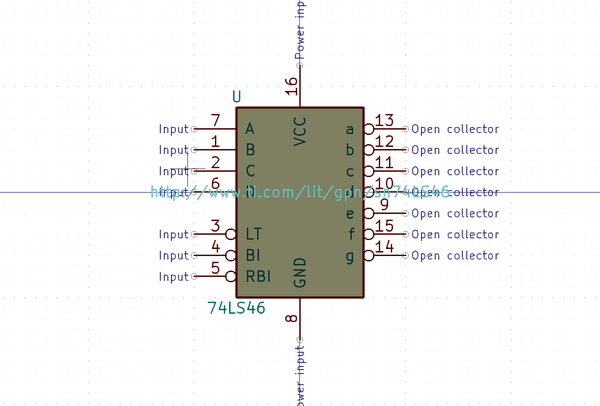 Power inp
16
U
VCC
Input 7 A a 13 Open collector
Input 1 B b 12 Open collector
Input 2 C c 11 Open collector
Input 6 D d 10 Open collector
http://www.ti.com/lit/gpn/sn74LS46
e 9 Open collector
Input 3 LT f 15 Open collector
Input 4 BI g 14 Open collector
Input 5 RBI
GND
74LS46
8
ower input